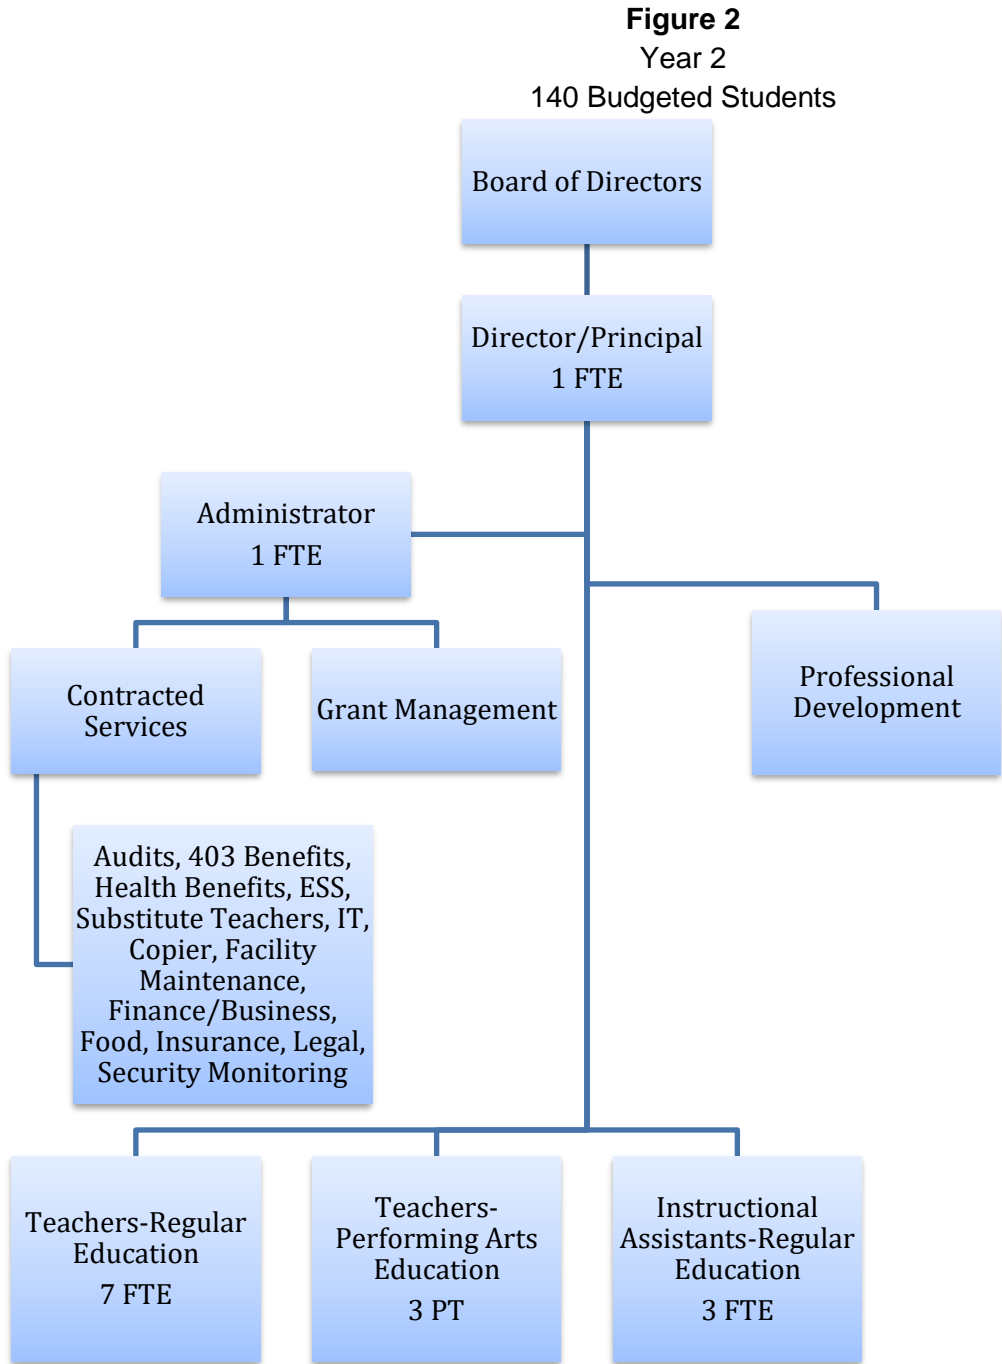 Figure 2
Year 2
140 Budgeted Students
Board of Directors
Director/Principal
1 FTE
Administrator
1 FTE
Contracted
Services
Grant Management
Professional
Development
Audits, 403 Benefits,
Health Benefits, ESS,
Substitute Teachers, IT,
Copier, Facility
Maintenance,
Finance/Business,
Food, Insurance, Legal,
Security Monitoring
Teachers-Regular
Education
7 FTE
Teachers-
Performing Arts
Education
3 PT
Instructional
Assistants-Regular
Education
3 FTE